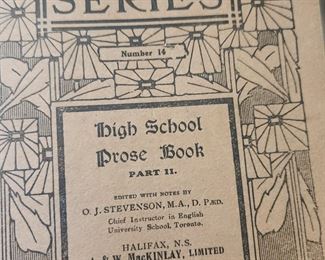 SERIES
Number 14
High School
Prose Book
PART II.
EDITED WITH NOTES BY
O. J. STEVENSON, M.A., D. PÆD.
Chief Instructor in English
University School, Toronto.
HALIFAX, N.S.
& W. MacKINLAY, LIMITED